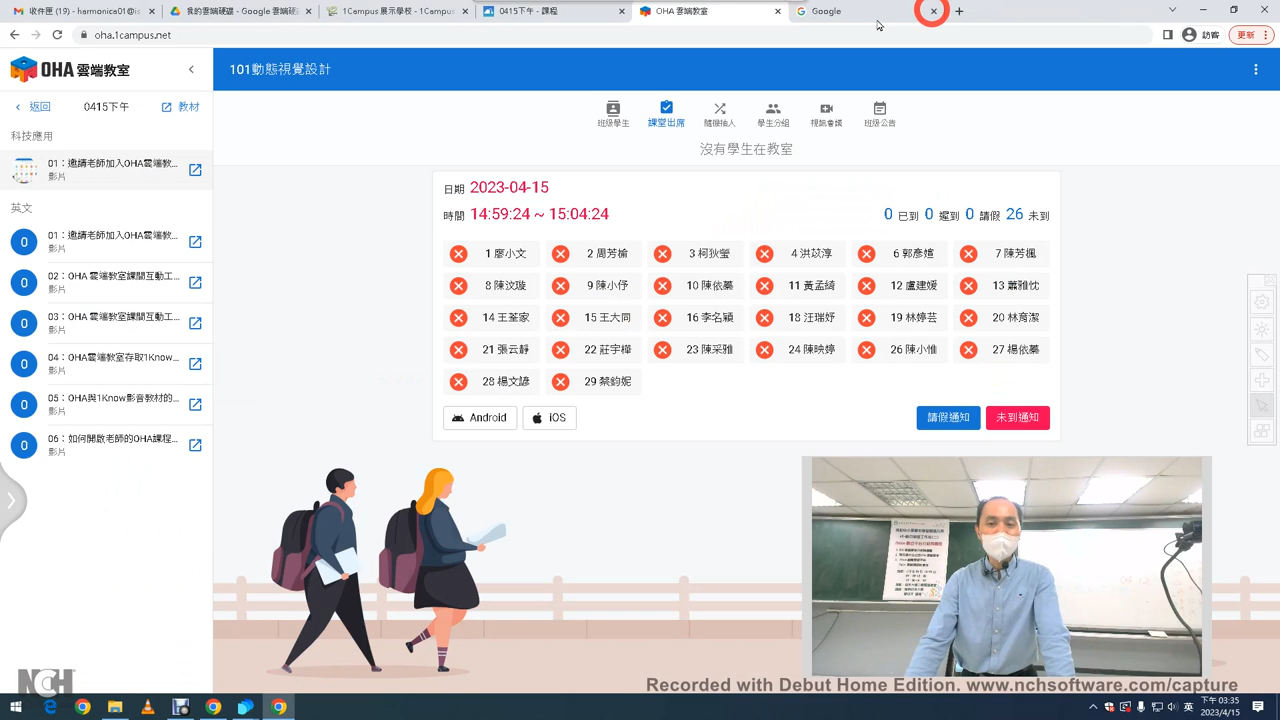 收件匣 (19) - harmonica01@is
我的雲端硬碟 - Google 雲端硬
1Campus 展示學校 - 1Campus
0415下午 - 課程
OHA 雲端教室
Google
oha.1campus.net
訪客
更新
OHA 雲端教室
101動態視覺設計
返回
0415下午
教材
班級學生
課堂出席
隨機抽人
學生分組
視訊會議
班級公告
沒有學生在教室
科技應用
01：邀請老師加入OHA雲端教...
影片
英文
0
01：邀請老師加入OHA雲端教...
影片
0
02：OHA 雲端教室課間互動工...
影片
0
03：OHA 雲端教室課間互動工...
影片
0
04：OHA雲端教室存取1Know...
影片
0
05：OHA與1Know影音教材的...
影片
0
06：如何開啟老師的OHA課程...
影片
日期 2023-04-15
時間 14:59:24 ~ 15:04:24
0 已到 0 遲到 0 請假 26 未到
1 廖小文 2 周芳榆 3 柯狄瑩 4 洪苡淳 6 郭彥媗 7 陳芳楓
8 陳汶璇 9 陳小伃 10 陳依蓁 11 黃孟綺 12 盧建媛 13 蕭雅忱
14 王荃家 15 王大同 16 李名穎 18 汪瑞妤 19 林婷芸 20 林育潔
21 張云靜 22 莊宇樺 23 陳采雅 24 陳映婷 26 陳小惟 27 楊依蓁
28 楊文諺 29 蔡鈞妮
Android
iOS
請假通知
未到通知
NCH
Recorded with Debut Home Edition. www.nchsoftware.com/capture
英
下午 03:35
2023/4/15